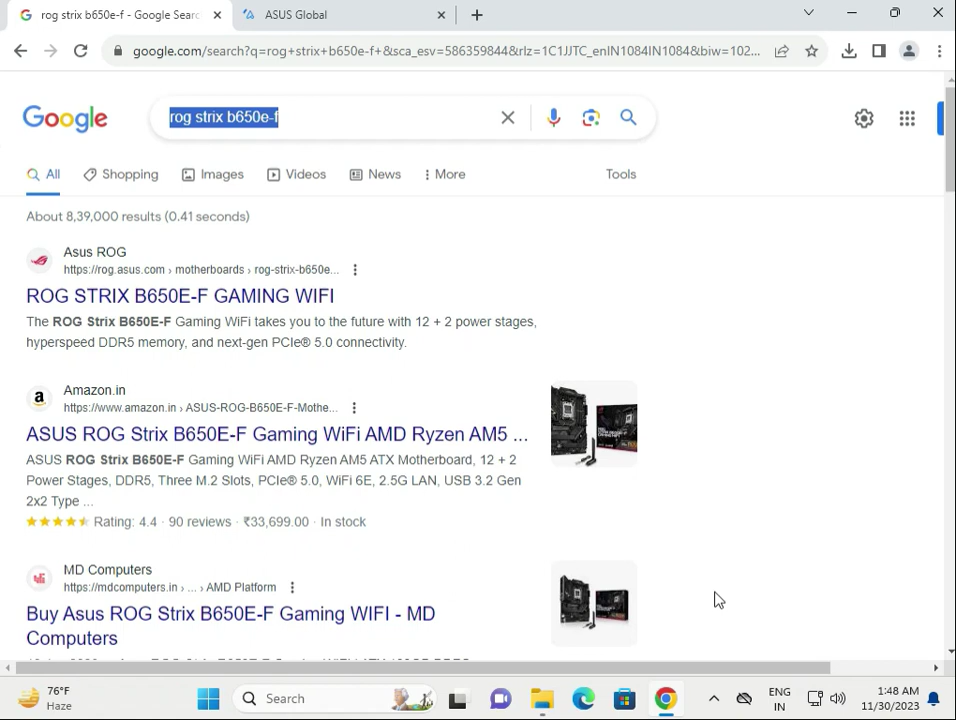 rog strix b650e-f - Google Searc
ASUS Global
google.com/search?q=rog+strix+b650e-f+&sca_esv=586359844&rlz=1C1JJTC_enIN1084IN1084&biw=102...
Google
rog strix b650e-f
All
Shopping
Images
Videos
News
More
Tools
About 8,39,000 results (0.41 seconds)
Asus ROG
https://rog.asus.com › motherboards › rog-strix-b650e...
ROG STRIX B650E-F GAMING WIFI
The ROG Strix B650E-F Gaming WiFi takes you to the future with 12 + 2 power stages,
hyperspeed DDR5 memory, and next-gen PCIe® 5.0 connectivity.
Amazon.in
https://www.amazon.in › ASUS-ROG-B650E-F-Mothe...
ASUS ROG Strix B650E-F Gaming WiFi AMD Ryzen AM5 ...
ASUS ROG Strix B650E-F Gaming WiFi AMD Ryzen AM5 ATX Motherboard, 12 + 2
Power Stages, DDR5, Three M.2 Slots, PCIe® 5.0, WiFi 6E, 2.5G LAN, USB 3.2 Gen
2x2 Type ...
Rating: 4.4 · 90 reviews · ₹33,699.00 · In stock
MD Computers
https://mdcomputers.in › ... › AMD Platform
Buy Asus ROG Strix B650E-F Gaming WIFI - MD
Computers
76°F
Haze
Search
ENG
IN
1:48 AM
11/30/2023